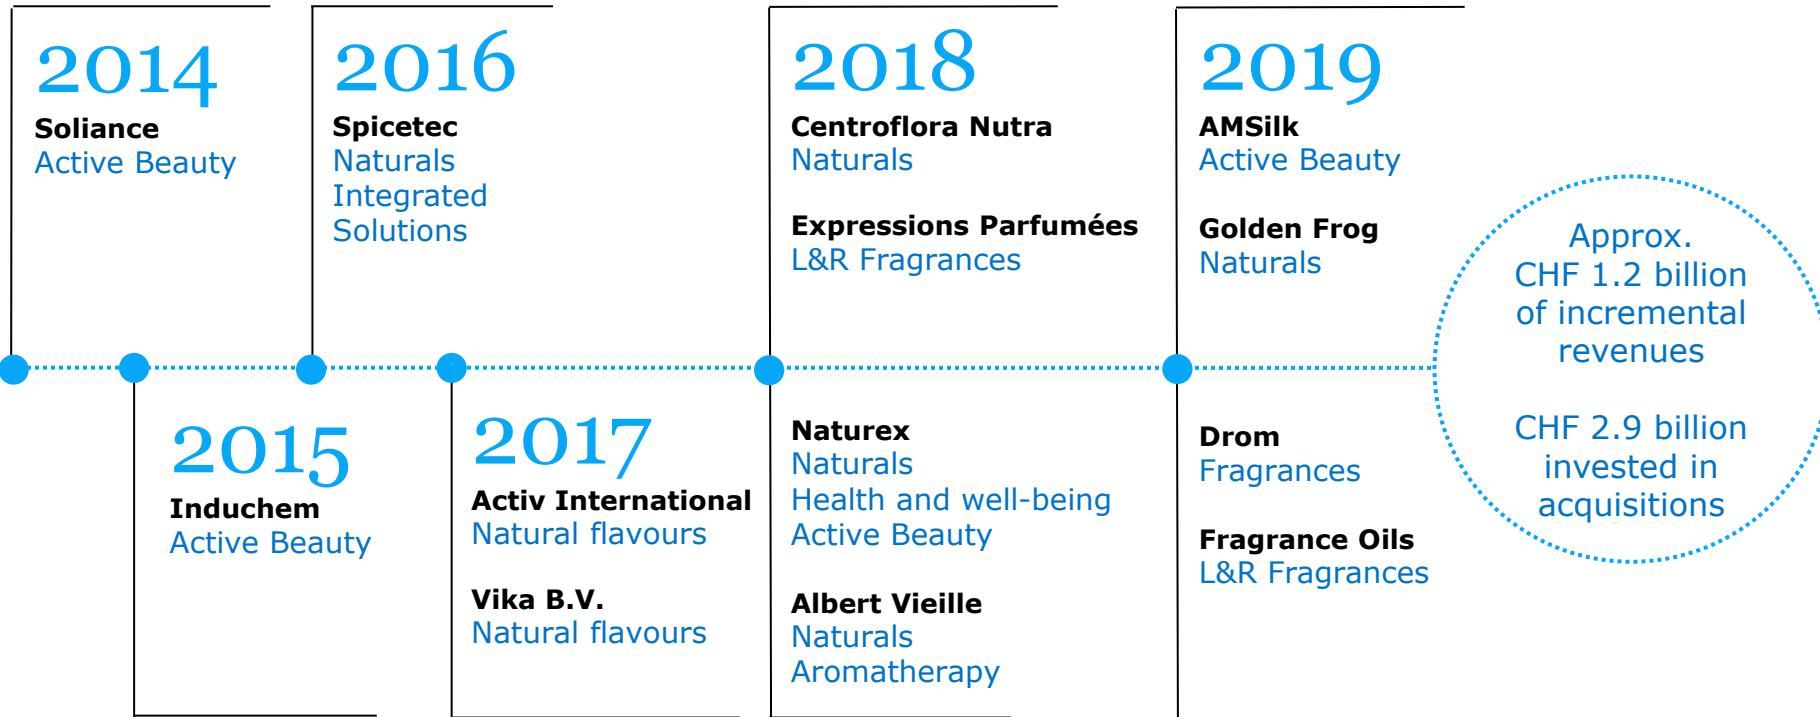 2014
Soliance
Active Beauty
2015
Induchem
Active Beauty
2016
Spicetec
Naturals
Integrated
Solutions
2017
Activ International
Natural flavours
Vika B.V.
Natural flavours
2018
Centroflora Nutra
Naturals
Expressions Parfumées
L&R Fragrances
Naturex
Naturals
Health and well-being
Active Beauty
Albert Vieille
Naturals
Aromatherapy
2019
AMSilk
Active Beauty
Golden Frog
Naturals
Drom
Fragrances
Fragrance Oils
L&R Fragrances
Approx.
CHF 1.2 billion
of incremental
revenues
CHF 2.9 billion
invested in
acquisitions